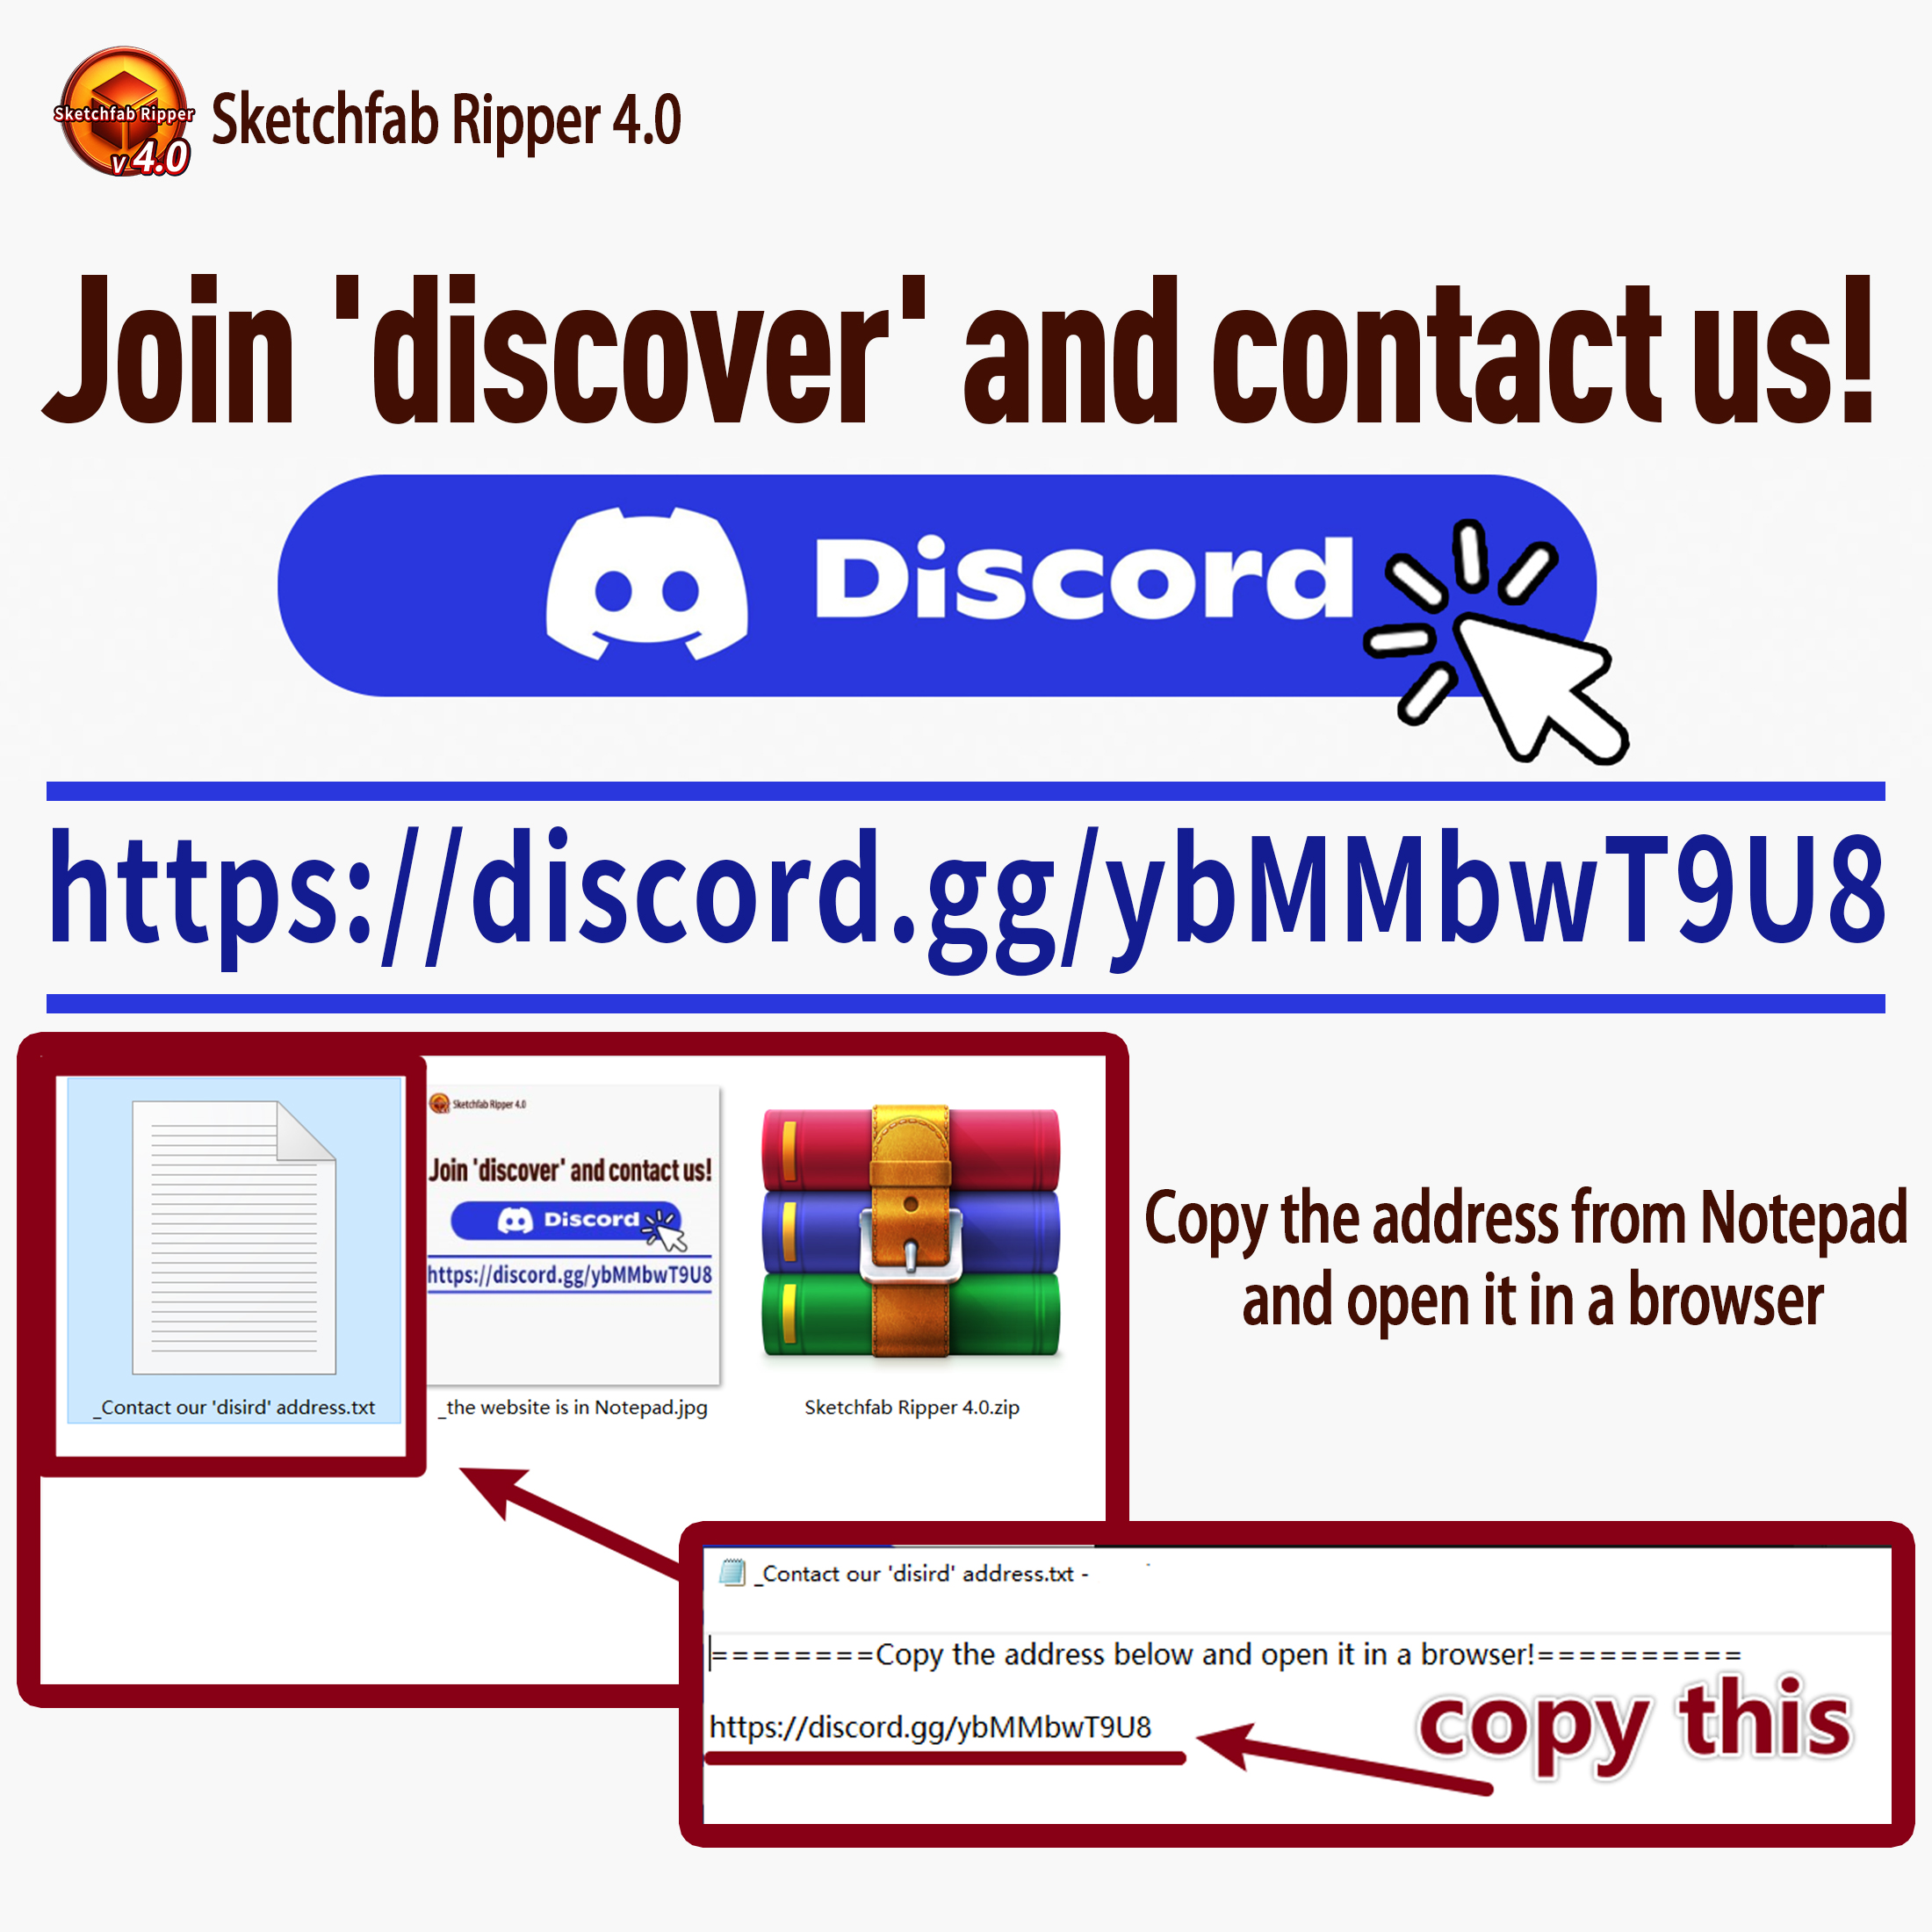 Sketchfab Ripper
v 4.0
Sketchfab Ripper 4.0
Join 'discover' and contact us!
Discord
https://discord.gg/ybMMbwT9U8
Sketchfab Ripper 4.0
Join 'discover' and contact us!
Discord
https://discord.gg/ybMMbwT9U8
_Contact our 'disird' address.txt
_the website is in Notepad.jpg
Sketchfab Ripper 4.0.zip
Copy the address from Notepad
and open it in a browser
_Contact our 'disird' address.txt -
========Copy the address below and open it in a browser!==========
https://discord.gg/ybMMbwT9U8
copy this